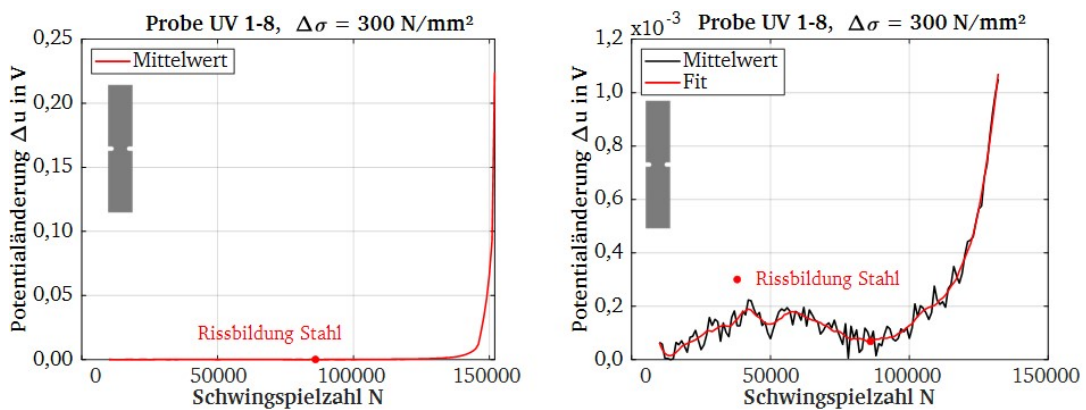 Probe UV 1-8, Δσ = 300 N/mm²
0,25
0,20
0,15
0,10
0,05
0,00
Potentialänderung Δu in V
Mittelwert
Rissbildung Stahl
0 50000 100000 150000
Schwingspielzahl N
Probe UV 1-8, Δσ = 300 N/mm²
x10⁻³
1,2
1,0
0,8
0,6
0,4
0,2
0,0
Potentialänderung Δu in V
Mittelwert
Fit
Rissbildung Stahl
0 50000 100000 150000
Schwingspielzahl N